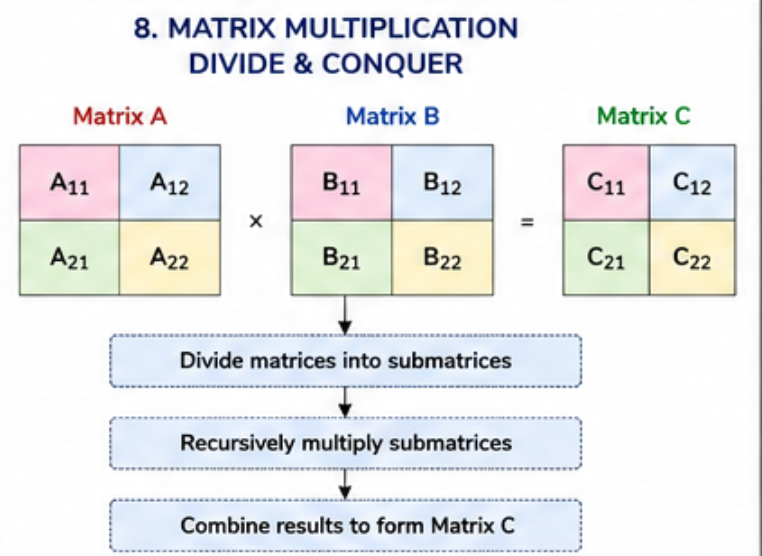 8. MATRIX MULTIPLICATION
DIVIDE & CONQUER
Matrix A
Matrix B
Matrix C
A₁₁ A₁₂ B₁₁ B₁₂ C₁₁ C₁₂
× =
A₂₁ A₂₂ B₂₁ B₂₂ C₂₁ C₂₂
Divide matrices into submatrices
Recursively multiply submatrices
Combine results to form Matrix C